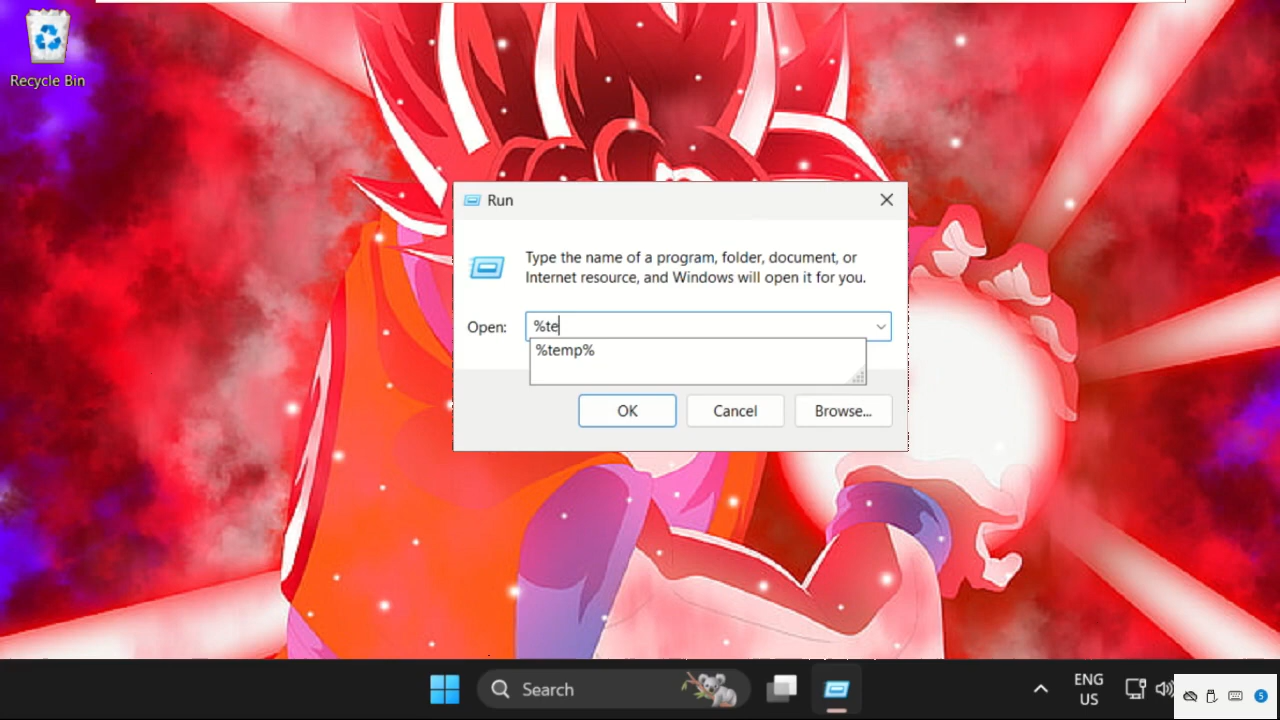 Recycle Bin
Run
Type the name of a program, folder, document, or
Internet resource, and Windows will open it for you.
Open:
%te
%temp%
OK
Cancel
Browse...
Search
ENG
US
5